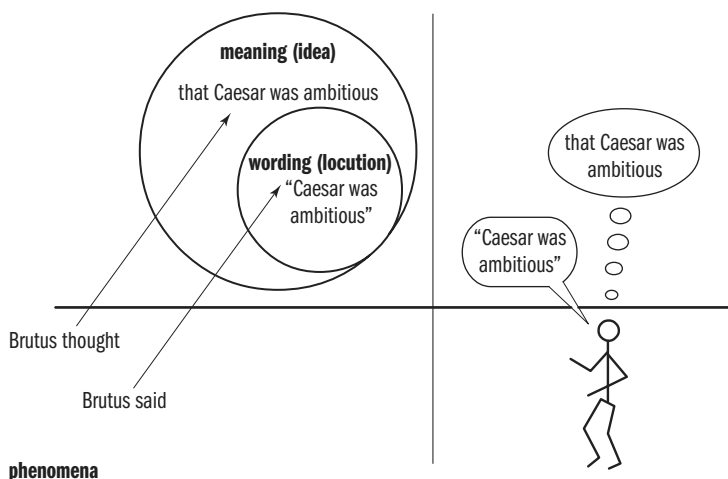 meaning (idea)
that Caesar was ambitious
wording (locution)
“Caesar was
ambitious”
Brutus thought
Brutus said
phenomena
that Caesar was
ambitious
“Caesar was
ambitious”